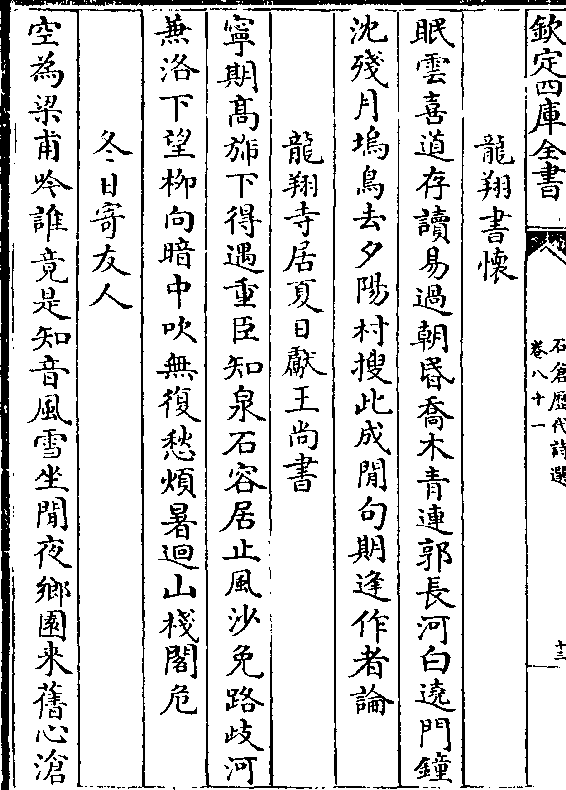 欽定四庫全書
石倉歷代詩選
卷八十一
十三
龍翔書懷
眠雲喜道存讀易過朝昏喬木青連郭長河白遶門鐘
沈殘月塢鳥去夕陽村搜此成閒句期逢作者論
龍翔寺居夏日獻王尚書
寧期髙斾下得遇重臣知泉石容居止風沙免路歧河
兼洛下望柳向暗中吹無復愁煩暑迴山棧閣危
冬日寄友人
空為梁甫吟誰竟是知音風雪坐閒夜鄉園来舊心滄